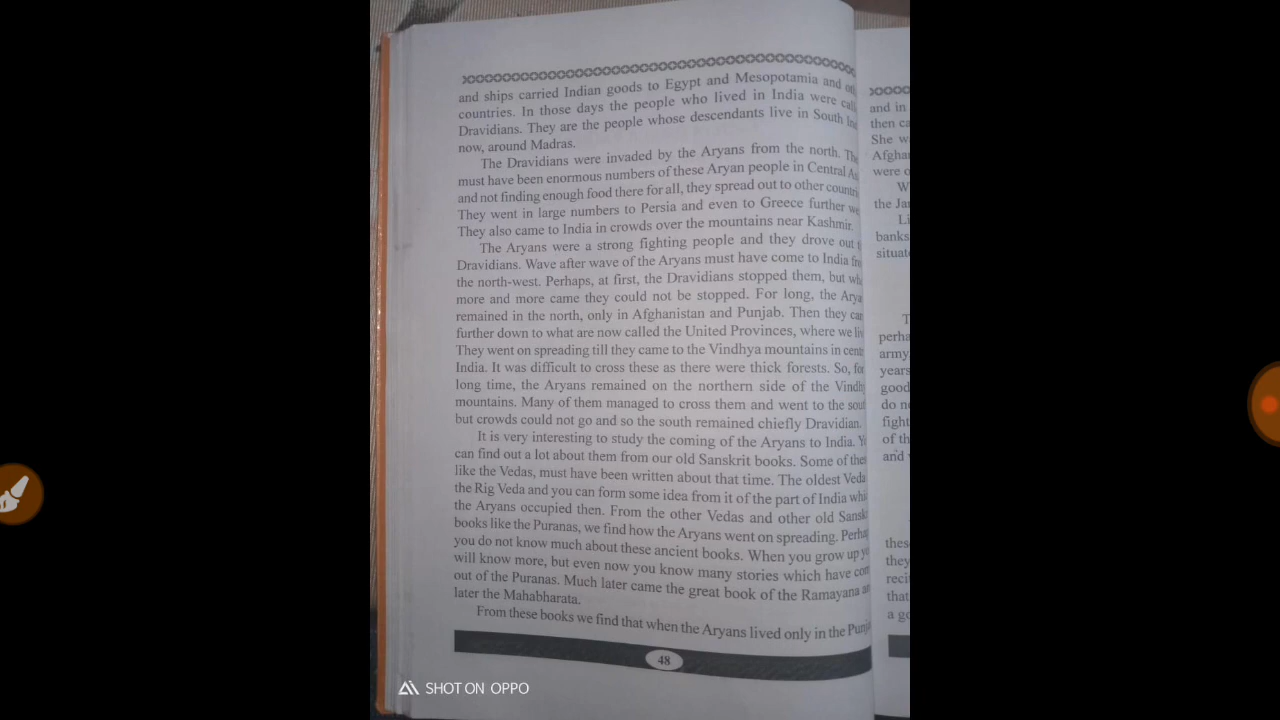 and ships carried Indian goods to Egypt and Mesopotamia and
countries. In those days the people who lived in India were
Dravidians. They are the people whose descendants live in South
now, around Madras.
The Dravidians were invaded by the Aryans from the north.
must have been enormous numbers of these Aryan people in Central
and not finding enough food there for all, they spread out to other
They went in large numbers to Persia and even to Greece further
They also came to India in crowds over the mountains near Kashmir.
The Aryans were a strong fighting people and they drove out
Dravidians. Wave after wave of the Aryans must have come to India
the north-west. Perhaps, at first, the Dravidians stopped them, but
more and more came they could not be stopped. For long, the
remained in the north, only in Afghanistan and Punjab. Then they
further down to what are now called the United Provinces, where we
They went on spreading till they came to the Vindhya mountains in
India. It was difficult to cross these as there were thick forests. So,
long time, the Aryans remained on the northern side of the
mountains. Many of them managed to cross them and went to the
but crowds could not go and so the south remained chiefly Dravidian.
It is very interesting to study the coming of the Aryans to India.
can find out a lot about them from our old Sanskrit books. Some of
like the Vedas, must have been written about that time. The oldest
the Rig Veda and you can form some idea from it of the part of India
the Aryans occupied then. From the other Vedas and other old
books like the Puranas, we find how the Aryans went on spreading.
you do not know much about these ancient books. When you grow up
will know more, but even now you know many stories which have
out of the Puranas. Much later came the great book of the Ramayana
later the Mahabharata.
From these books we find that when the Aryans lived only in the
48
and in
then
She
were
the
banks
army
years
good
of
and
SHOT ON OPPO